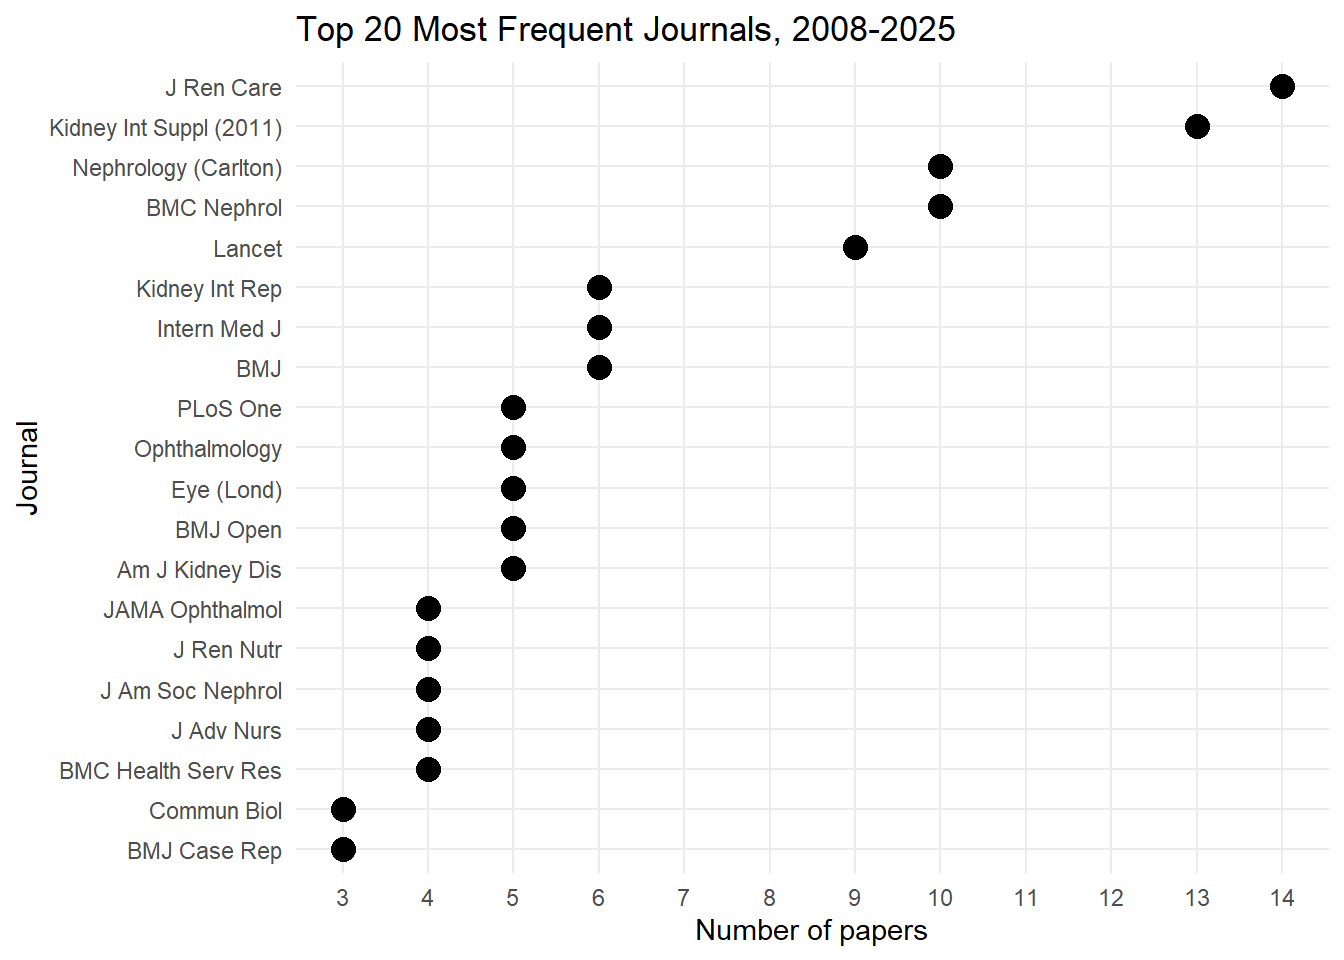 Top 20 Most Frequent Journals, 2008-2025
Journal
J Ren Care
Kidney Int Suppl (2011)
Nephrology (Carlton)
BMC Nephrol
Lancet
Kidney Int Rep
Intern Med J
BMJ
PLoS One
Ophthalmology
Eye (Lond)
BMJ Open
Am J Kidney Dis
JAMA Ophthalmol
J Ren Nutr
J Am Soc Nephrol
J Adv Nurs
BMC Health Serv Res
Commun Biol
BMJ Case Rep
3 4 5 6 7 8 9 10 11 12 13 14
Number of papers